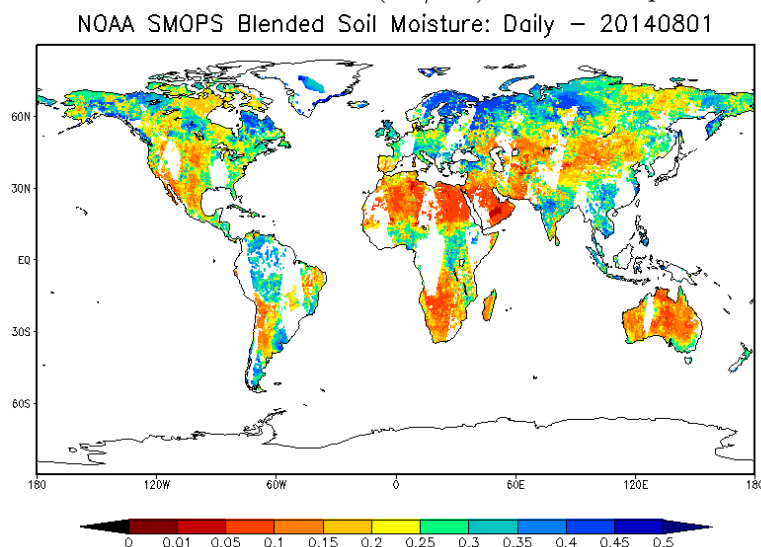 NOAA SMOPS Blended Soil Moisture: Daily – 20140801
60N
30N
EQ
30S
60S
180 120W 60W 0 60E 120E 180
0 0.01 0.05 0.1 0.15 0.2 0.25 0.3 0.35 0.4 0.45 0.5